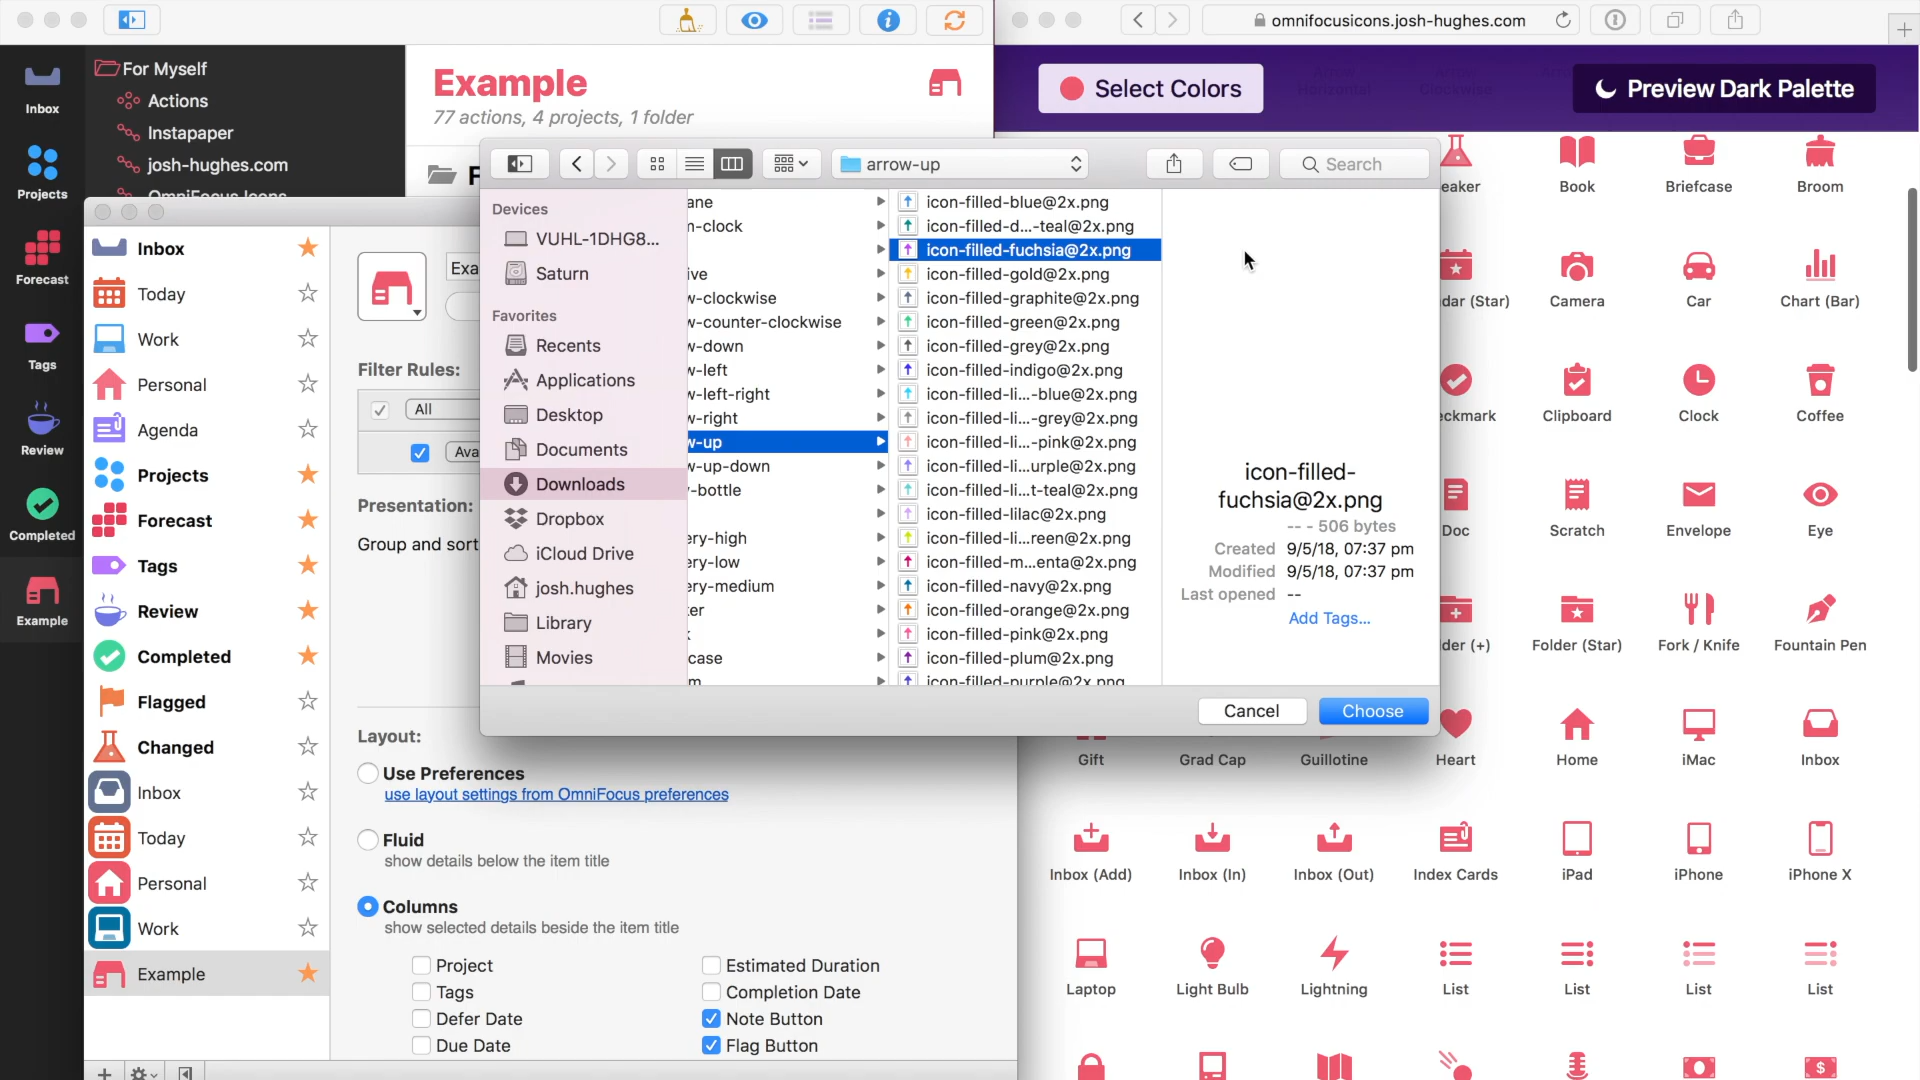 omnifocusicons.josh-hughes.com
For Myself
Actions
Instapaper
josh-hughes.com
OmniFocus Icons
Example
77 actions, 4 projects, 1 folder
Select Colors
Preview Dark Palette
Inbox
Projects
Forecast
Tags
Review
Completed
Example
Inbox
Today
Work
Personal
Agenda
Projects
Forecast
Tags
Review
Completed
Flagged
Changed
Inbox
Today
Personal
Work
Example
Exa
Filter Rules:
All
Ava
Presentation:
Group and sort
Layout:
Use Preferences
use layout settings from OmniFocus preferences
Fluid
show details below the item title
Columns
show selected details beside the item title
Project
Tags
Defer Date
Due Date
Estimated Duration
Completion Date
Note Button
Flag Button
arrow-up
Search
Devices
VUHL-1DHG8...
Saturn
Favorites
Recents
Applications
Desktop
Documents
Downloads
Dropbox
iCloud Drive
josh.hughes
Library
Movies
ane
m-clock
ive
w-clockwise
w-counter-clockwise
w-down
w-left
w-left-right
w-right
w-up
w-up-down
y-bottle
ery-high
ery-low
ery-medium
ter
k
case
m
icon-filled-blue@2x.png
icon-filled-d...-teal@2x.png
icon-filled-fuchsia@2x.png
icon-filled-gold@2x.png
icon-filled-graphite@2x.png
icon-filled-green@2x.png
icon-filled-grey@2x.png
icon-filled-indigo@2x.png
icon-filled-li...-blue@2x.png
icon-filled-li...-grey@2x.png
icon-filled-li...-pink@2x.png
icon-filled-li...urple@2x.png
icon-filled-li...t-teal@2x.png
icon-filled-lilac@2x.png
icon-filled-li...reen@2x.png
icon-filled-m...enta@2x.png
icon-filled-navy@2x.png
icon-filled-orange@2x.png
icon-filled-pink@2x.png
icon-filled-plum@2x.png
icon-filled-purple@2x.png
icon-filled-
fuchsia@2x.png
-- - 506 bytes
Created 9/5/18, 07:37 pm
Modified 9/5/18, 07:37 pm
Last opened --
Add Tags...
Cancel
Choose
eaker
Book
Briefcase
Broom
dar (Star)
Camera
Car
Chart (Bar)
eckmark
Clipboard
Clock
Coffee
Doc
Scratch
Envelope
Eye
der (+)
Folder (Star)
Fork / Knife
Fountain Pen
Gift
Grad Cap
Guillotine
Heart
Home
iMac
Inbox
Inbox (Add)
Inbox (In)
Inbox (Out)
Index Cards
iPad
iPhone
iPhone X
Laptop
Light Bulb
Lightning
List
List
List
List